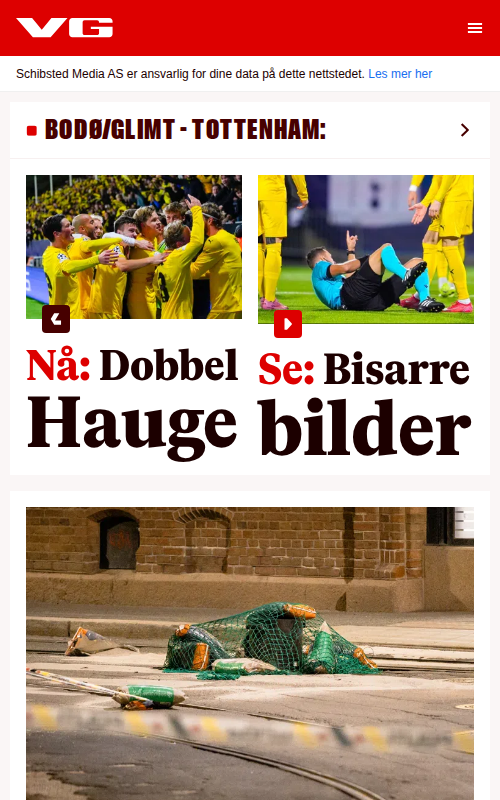 VG
Schibsted Media AS er ansvarlig for dine data på dette nettstedet. Les mer her
BODØ/GLIMT - TOTTENHAM:
Nå: Dobbel
Hauge
Se: Bisarre
bilder